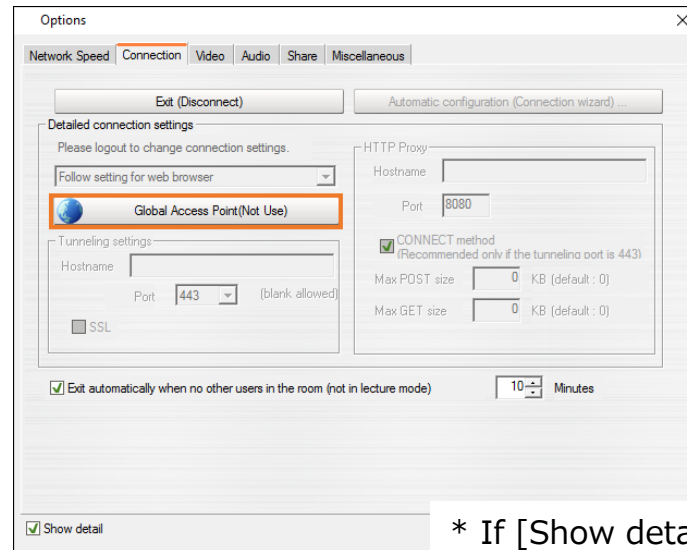 Options
Network Speed Connection Video Audio Share Miscellaneous
Exit (Disconnect)
Automatic configuration (Connection wizard) ...
Detailed connection settings
Please logout to change connection settings.
Follow setting for web browser
Global Access Point(Not Use)
Tunneling settings
Hostname
Port 443 (blank allowed)
SSL
HTTP Proxy
Hostname
Port 8080
CONNECT method
(Recommended only if the tunneling port is 443)
Max POST size 0 KB (default : 0)
Max GET size 0 KB (default : 0)
Exit automatically when no other users in the room (not in lecture mode) 10 Minutes
Show detail
* If [Show deta